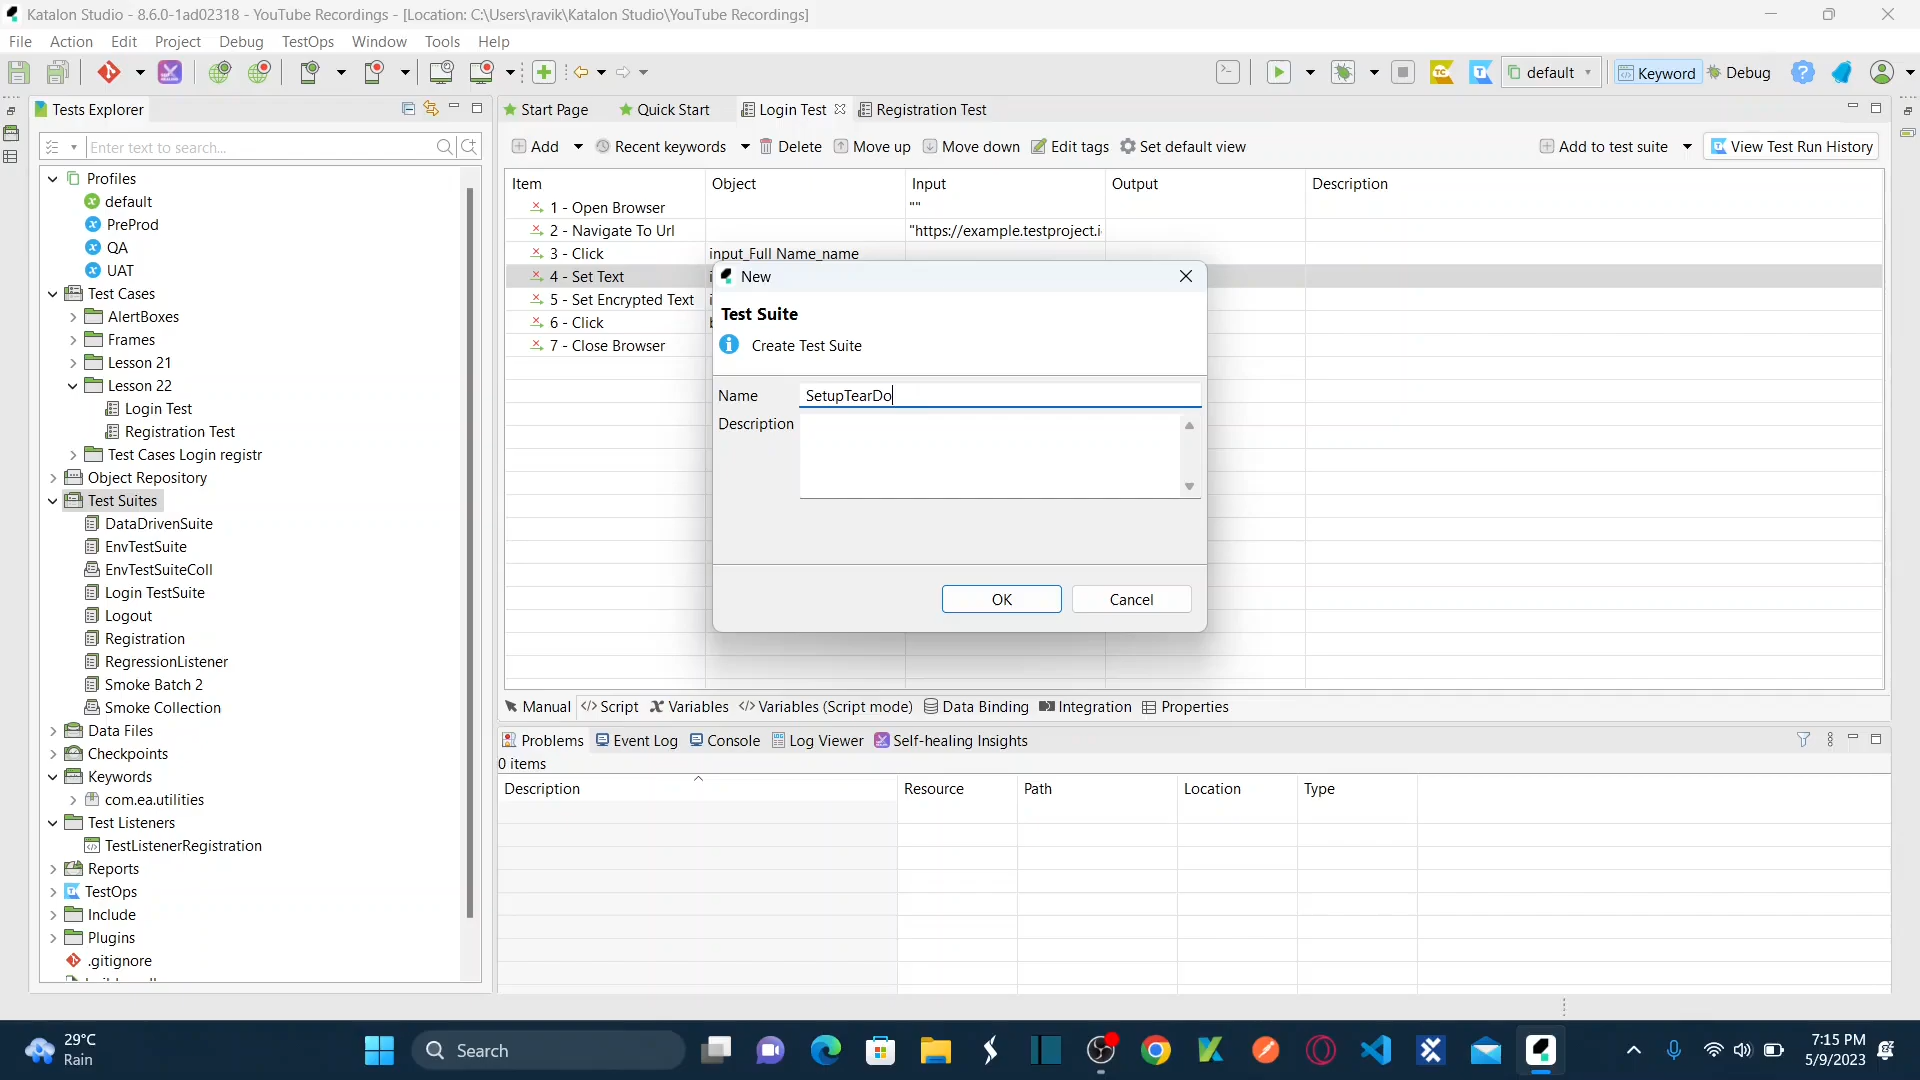 Katalon Studio - 8.6.0-1ad02318 - YouTube Recordings - [Location: C:\Users\ravik\Katalon Studio\YouTube Recordings]
File Action Edit Project Debug TestOps Window Tools Help
default Keyword Debug
Tests Explorer
Start Page Quick Start Login Test Registration Test
Enter text to search...
Add Recent keywords Delete Move up Move down Edit tags Set default view Add to test suite View Test Run History
Profiles
default
PreProd
QA
UAT
Test Cases
AlertBoxes
Frames
Lesson 21
Lesson 22
Login Test
Registration Test
Test Cases Login registr
Object Repository
Test Suites
DataDrivenSuite
EnvTestSuite
EnvTestSuiteColl
Login TestSuite
Logout
Registration
RegressionListener
Smoke Batch 2
Smoke Collection
Data Files
Checkpoints
Keywords
com.ea.utilities
Test Listeners
TestListenerRegistration
Reports
TestOps
Include
Plugins
.gitignore
Item Object Input Output Description
1 - Open Browser ""
2 - Navigate To Url "https://example.testproject.i
3 - Click input_Full Name_name
4 - Set Text
5 - Set Encrypted Text
6 - Click
7 - Close Browser
New
Test Suite
Create Test Suite
Name SetupTearDo
Description
OK Cancel
Manual Script Variables Variables (Script mode) Data Binding Integration Properties
Problems Event Log Console Log Viewer Self-healing Insights
0 items
Description Resource Path Location Type
29°C
Rain
Search
7:15 PM
5/9/2023